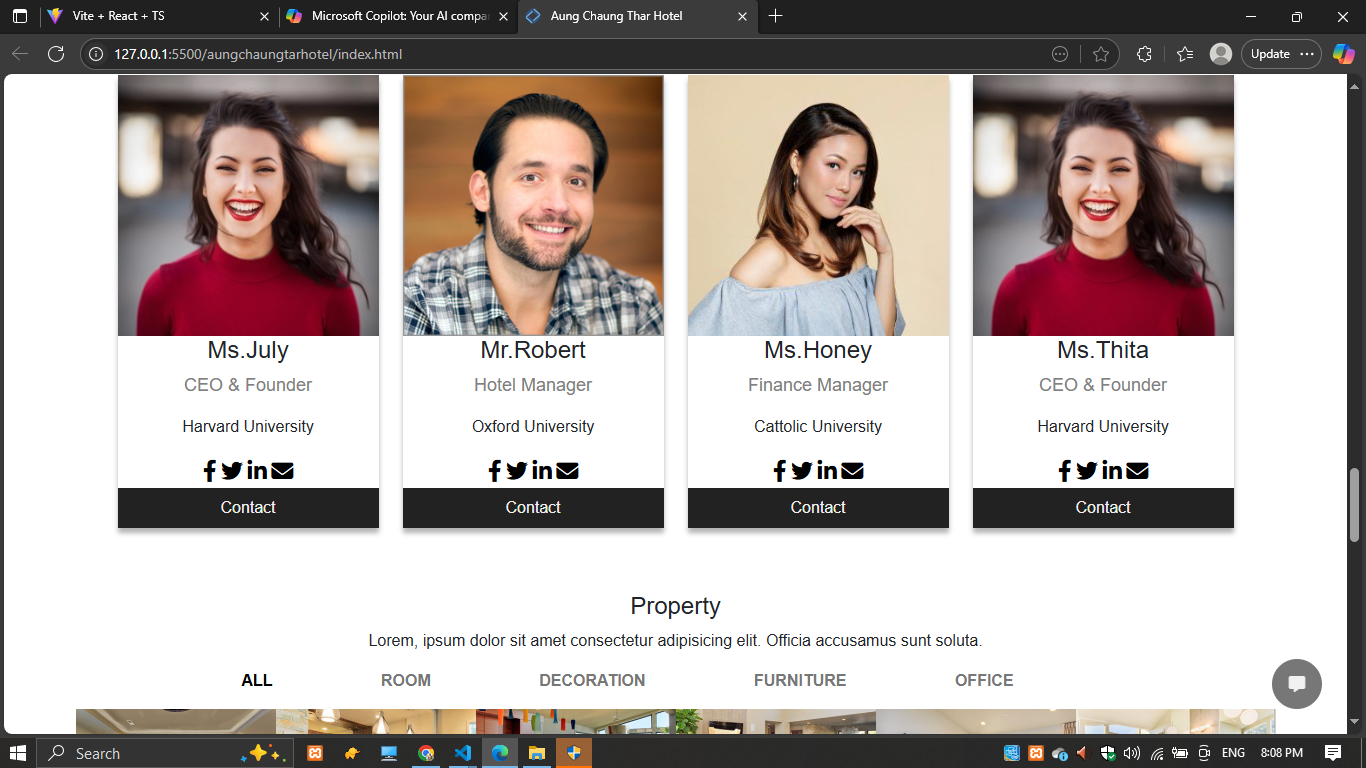 Vite + React + TS
Microsoft Copilot: Your AI compa
Aung Chaung Thar Hotel
127.0.0.1:5500/aungchaungtarhotel/index.html
Update
Ms.July
Mr.Robert
Ms.Honey
Ms.Thita
CEO & Founder
Hotel Manager
Finance Manager
CEO & Founder
Harvard University
Oxford University
Cattolic University
Harvard University
Contact
Contact
Contact
Contact
Property
Lorem, ipsum dolor sit amet consectetur adipisicing elit. Officia accusamus sunt soluta.
ALL ROOM DECORATION FURNITURE OFFICE
Search
ENG
8:08 PM